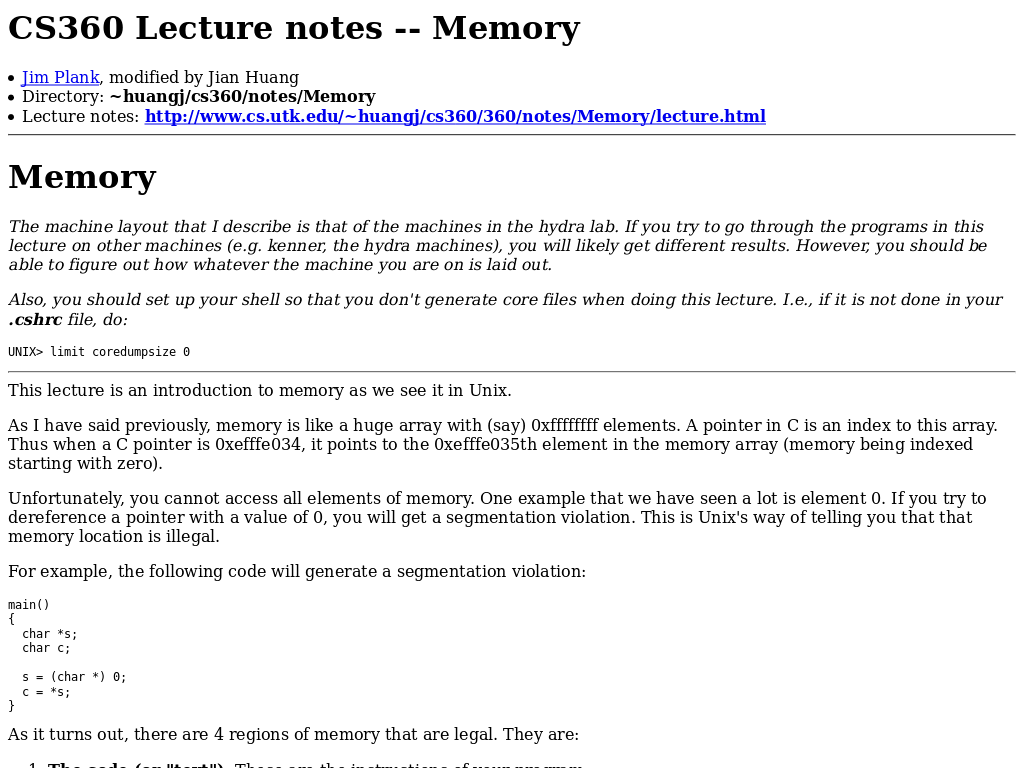 CS360 Lecture notes -- Memory
• Jim Plank, modified by Jian Huang
• Directory: ~huangj/cs360/notes/Memory
• Lecture notes: http://www.cs.utk.edu/~huangj/cs360/360/notes/Memory/lecture.html
Memory
The machine layout that I describe is that of the machines in the hydra lab. If you try to go through the programs in this
lecture on other machines (e.g. kenner, the hydra machines), you will likely get different results. However, you should be
able to figure out how whatever the machine you are on is laid out.
Also, you should set up your shell so that you don't generate core files when doing this lecture. I.e., if it is not done in your
.cshrc file, do:
UNIX> limit coredumpsize 0
This lecture is an introduction to memory as we see it in Unix.
As I have said previously, memory is like a huge array with (say) 0xffffffff elements. A pointer in C is an index to this array.
Thus when a C pointer is 0xefffe034, it points to the 0xefffe035th element in the memory array (memory being indexed
starting with zero).
Unfortunately, you cannot access all elements of memory. One example that we have seen a lot is element 0. If you try to
dereference a pointer with a value of 0, you will get a segmentation violation. This is Unix's way of telling you that that
memory location is illegal.
For example, the following code will generate a segmentation violation:
main()
{
  char *s;
  char c;
  s = (char *) 0;
  c = *s;
}
As it turns out, there are 4 regions of memory that are legal. They are:
1. The code (or "text"). These are the instructions of your program